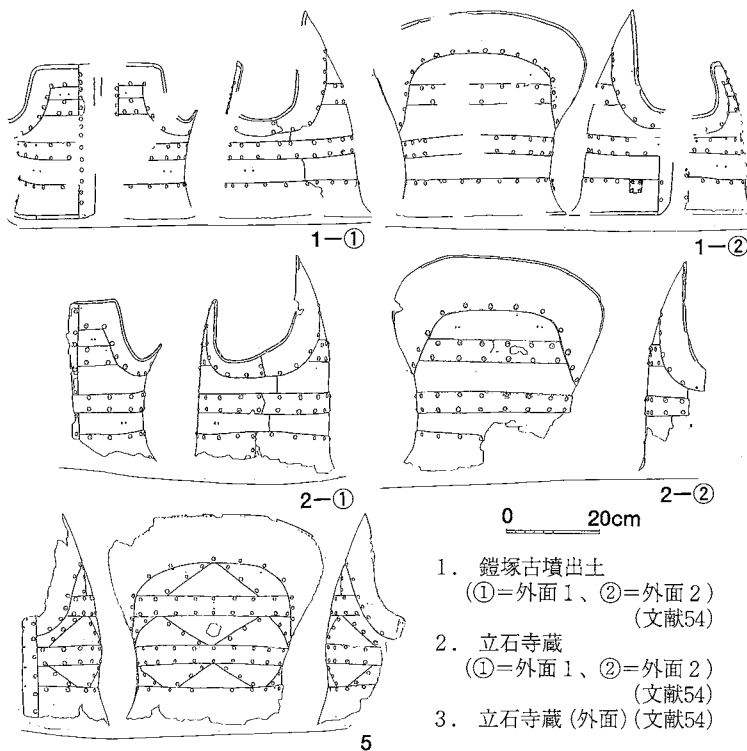 1－①
1－②
2－①
2－②
0 20cm
1． 鎧塚古墳出土
（①＝外面１、②＝外面２）
（文献54）
2． 立石寺蔵
（①＝外面１、②＝外面２）
（文献54）
3． 立石寺蔵（外面）（文献54）
5